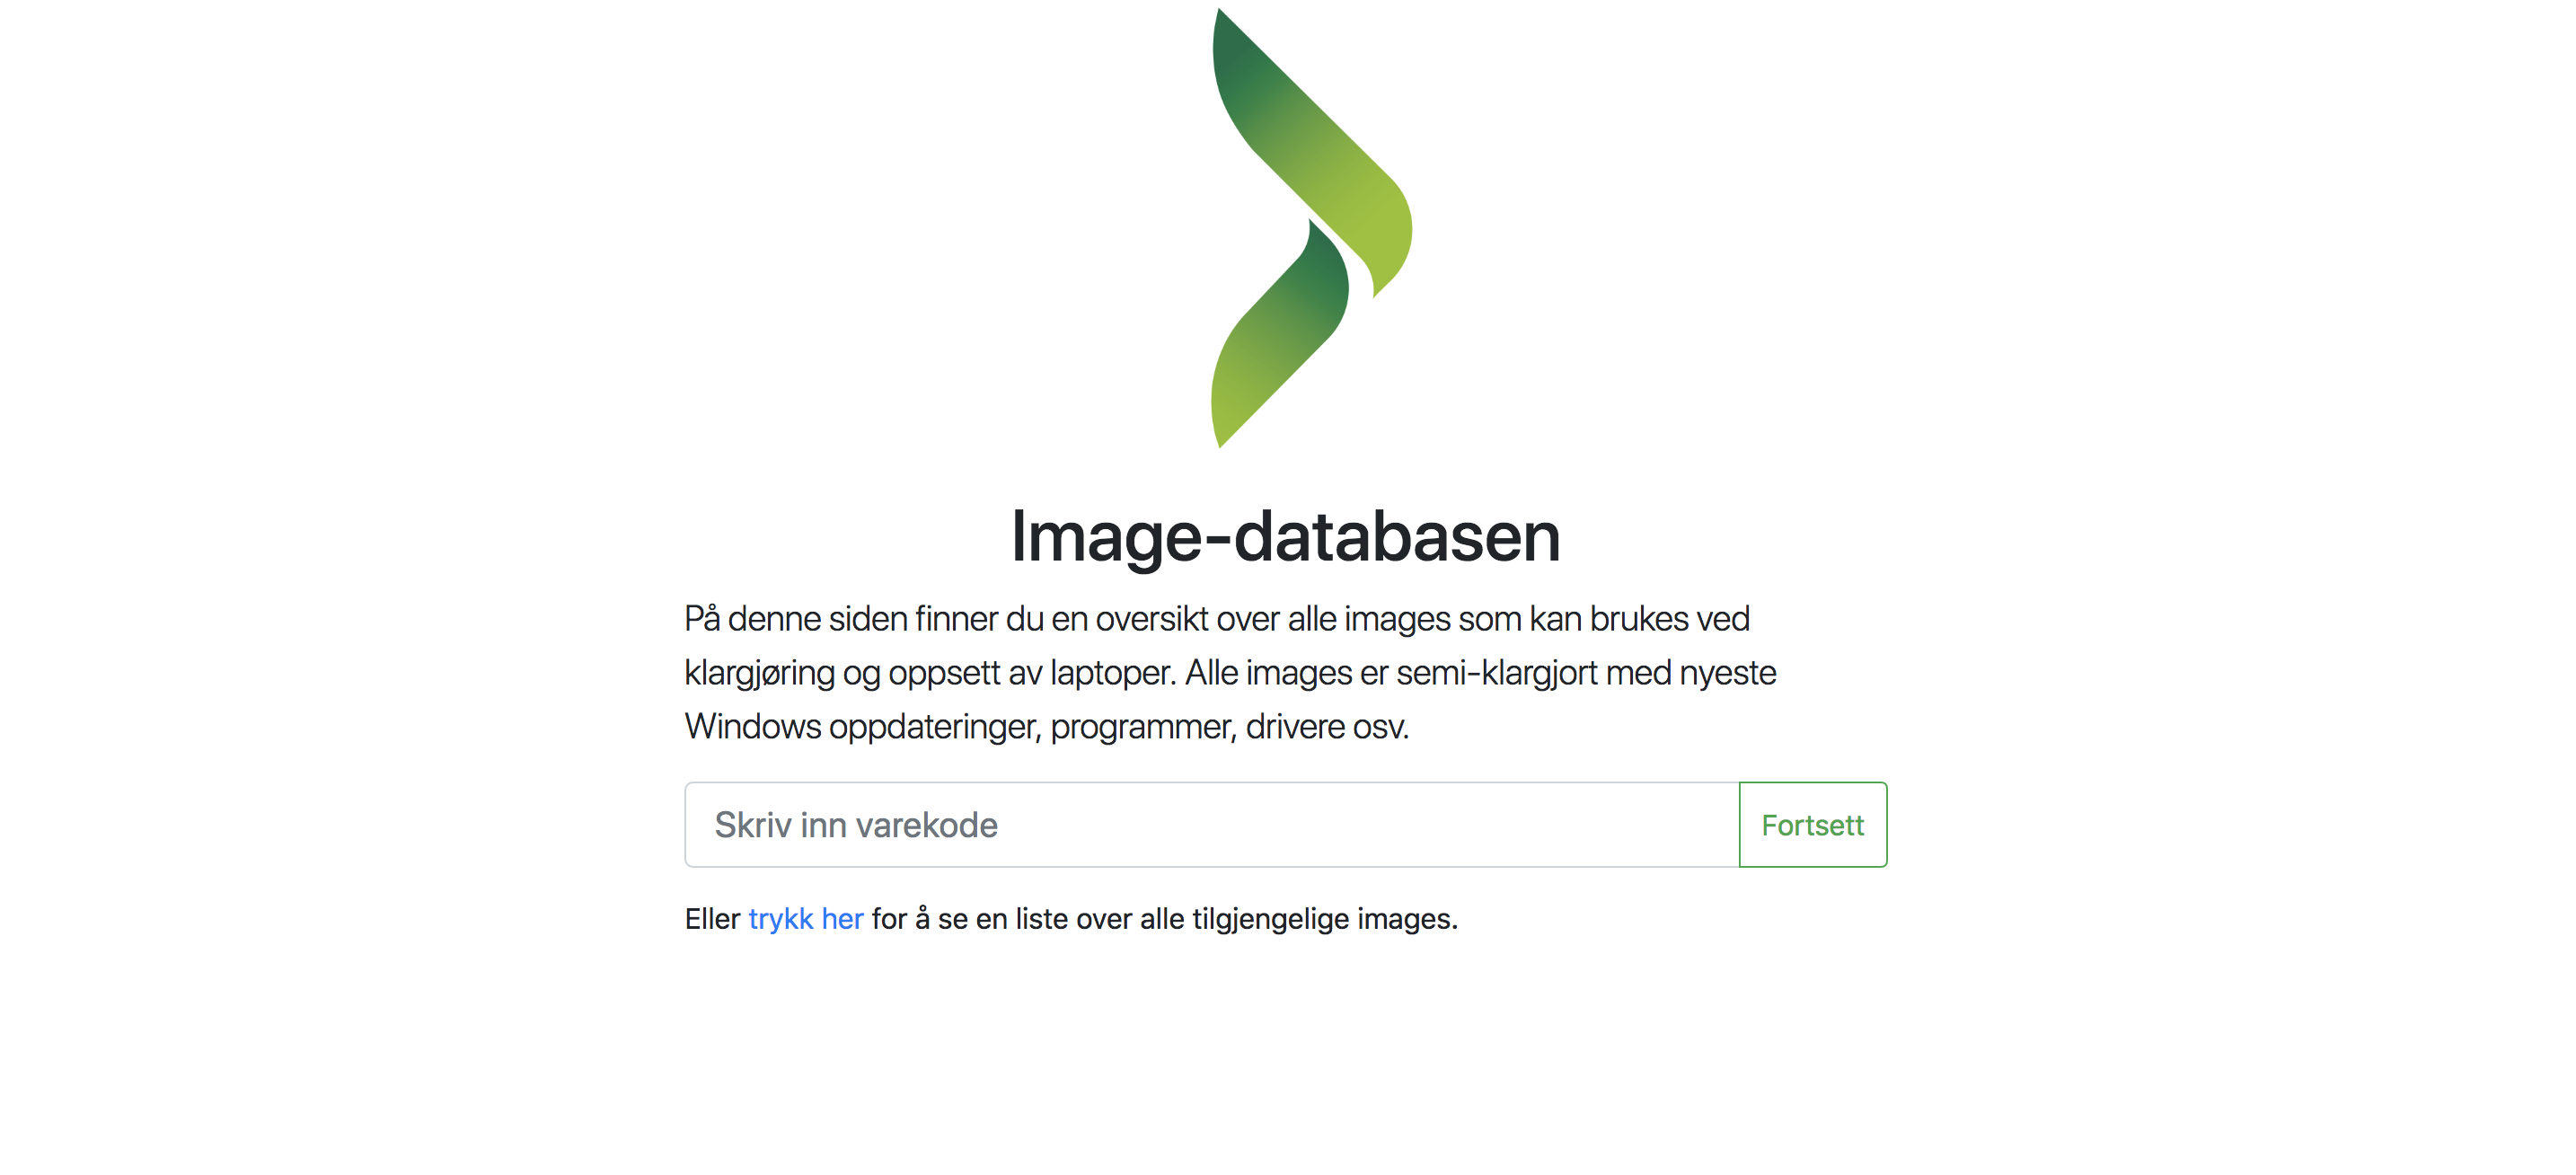 Image-databasen
På denne siden finner du en oversikt over alle images som kan brukes ved
klargjøring og oppsett av laptoper. Alle images er semi-klargjort med nyeste
Windows oppdateringer, programmer, drivere osv.
Skriv inn varekode
Fortsett
Eller trykk her for å se en liste over alle tilgjengelige images.